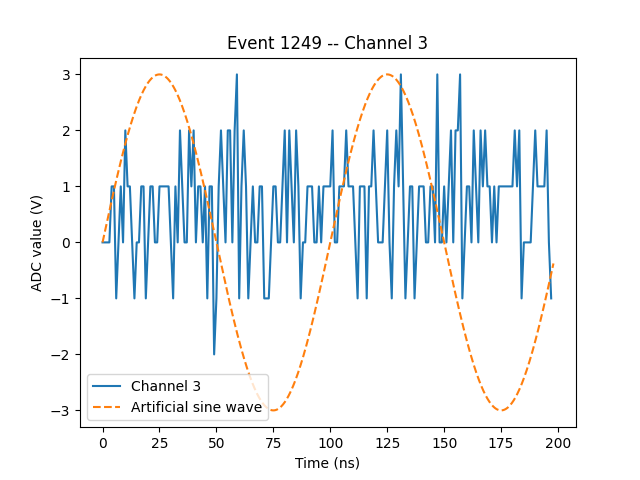 Event 1249 -- Channel 3
ADC value (V)
3
2
1
0
−1
−2
−3
Channel 3
Artificial sine wave
0 25 50 75 100 125 150 175 200
Time (ns)